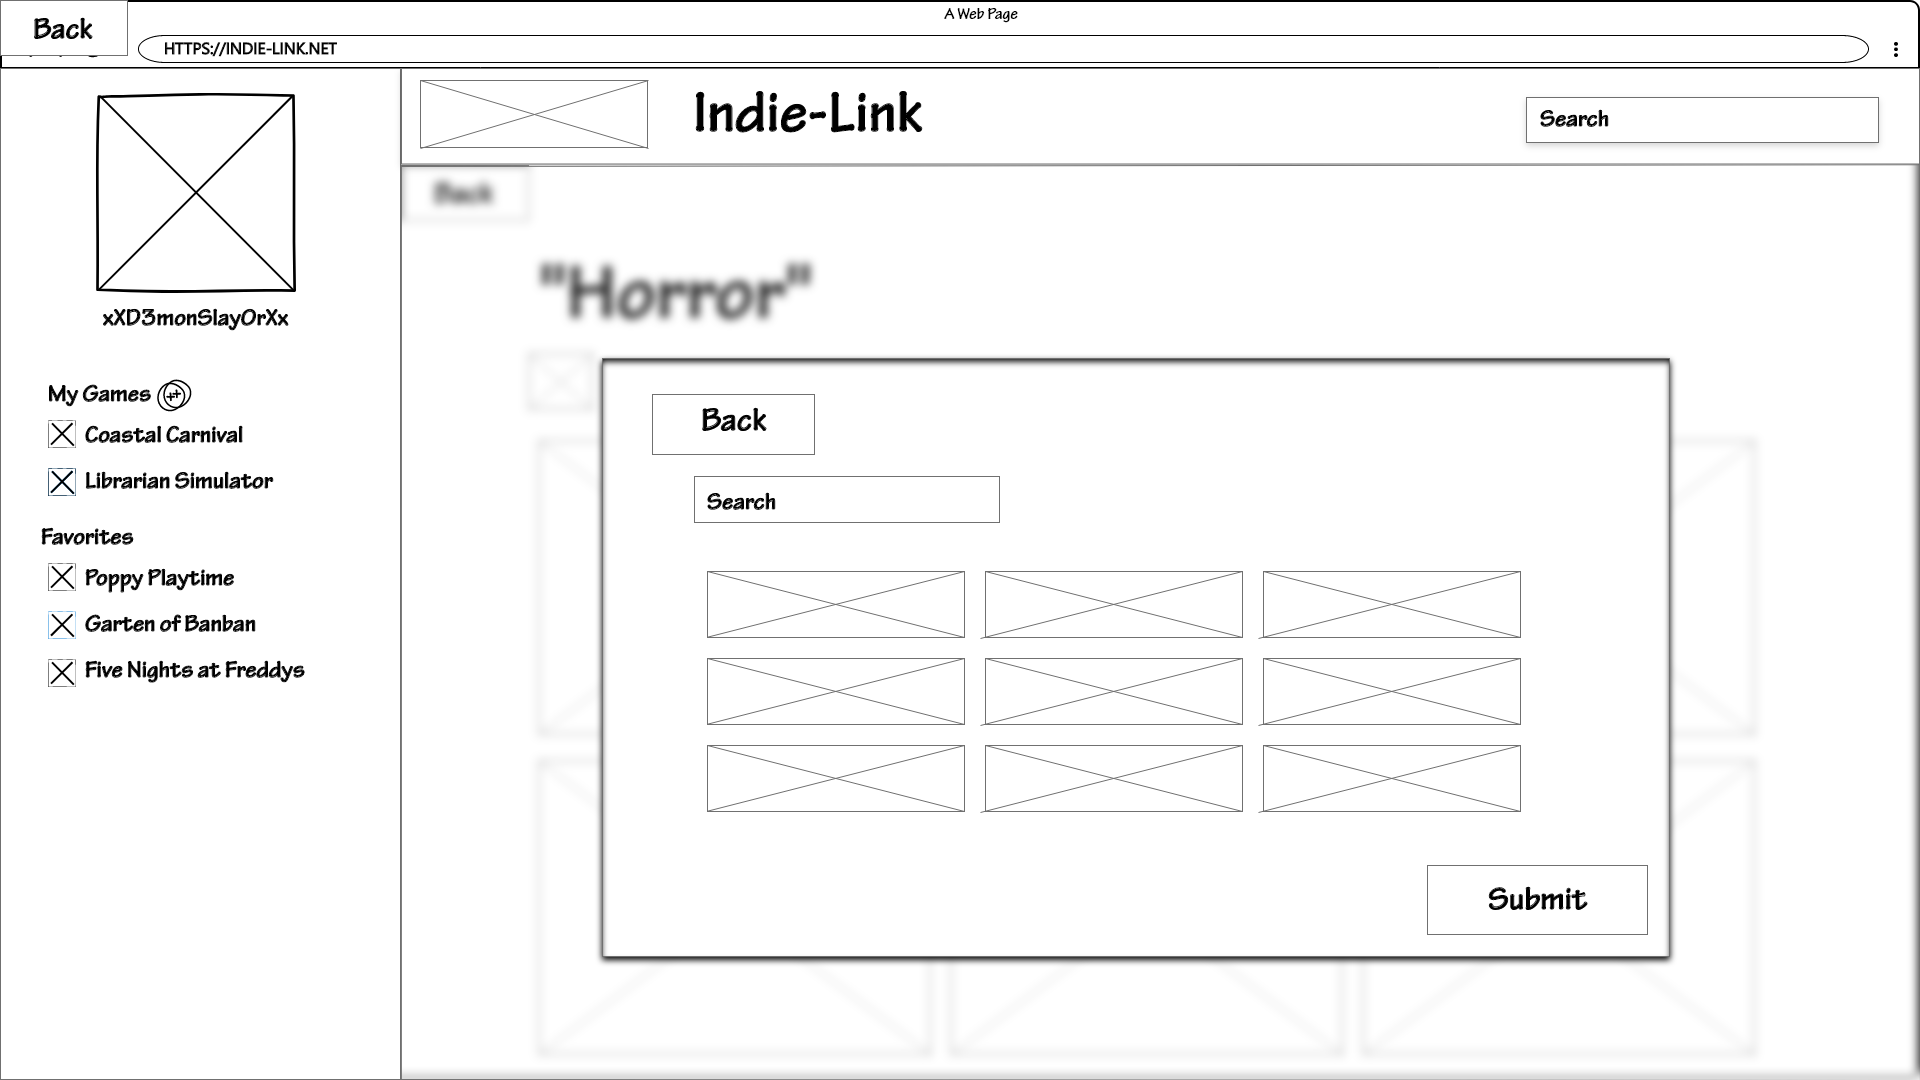 A Web Page
Back
HTTPS://INDIE-LINK.NET
Indie-Link
Search
xXD3monSlayOrXx
My Games ++
Coastal Carnival
Librarian Simulator
Favorites
Poppy Playtime
Garten of Banban
Five Nights at Freddys
Back
"Horror"
Back
Search
Submit